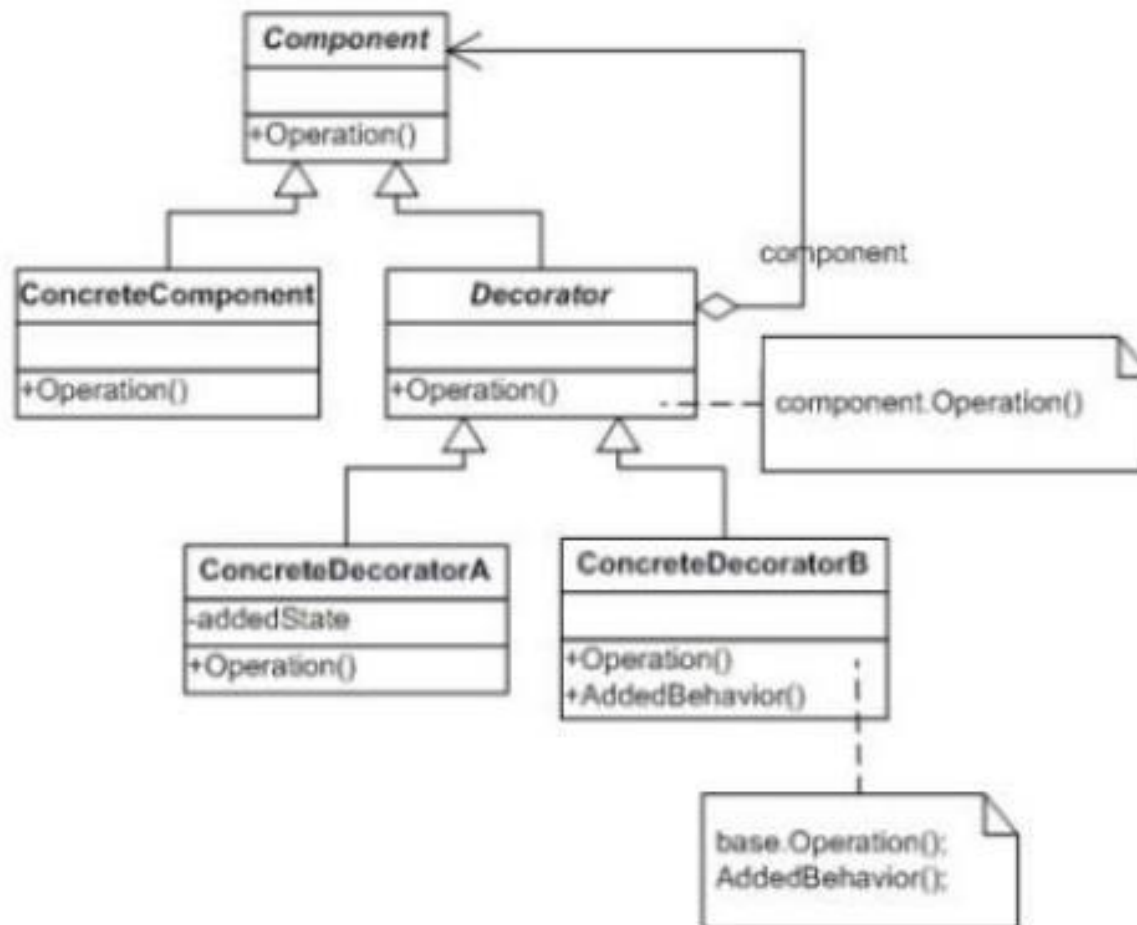 Component
+Operation()
component
ConcreteComponent
+Operation()
Decorator
+Operation()
component.Operation()
ConcreteDecoratorA
-addedState
+Operation()
ConcreteDecoratorB
+Operation()
+AddedBehavior()
base.Operation();
AddedBehavior();